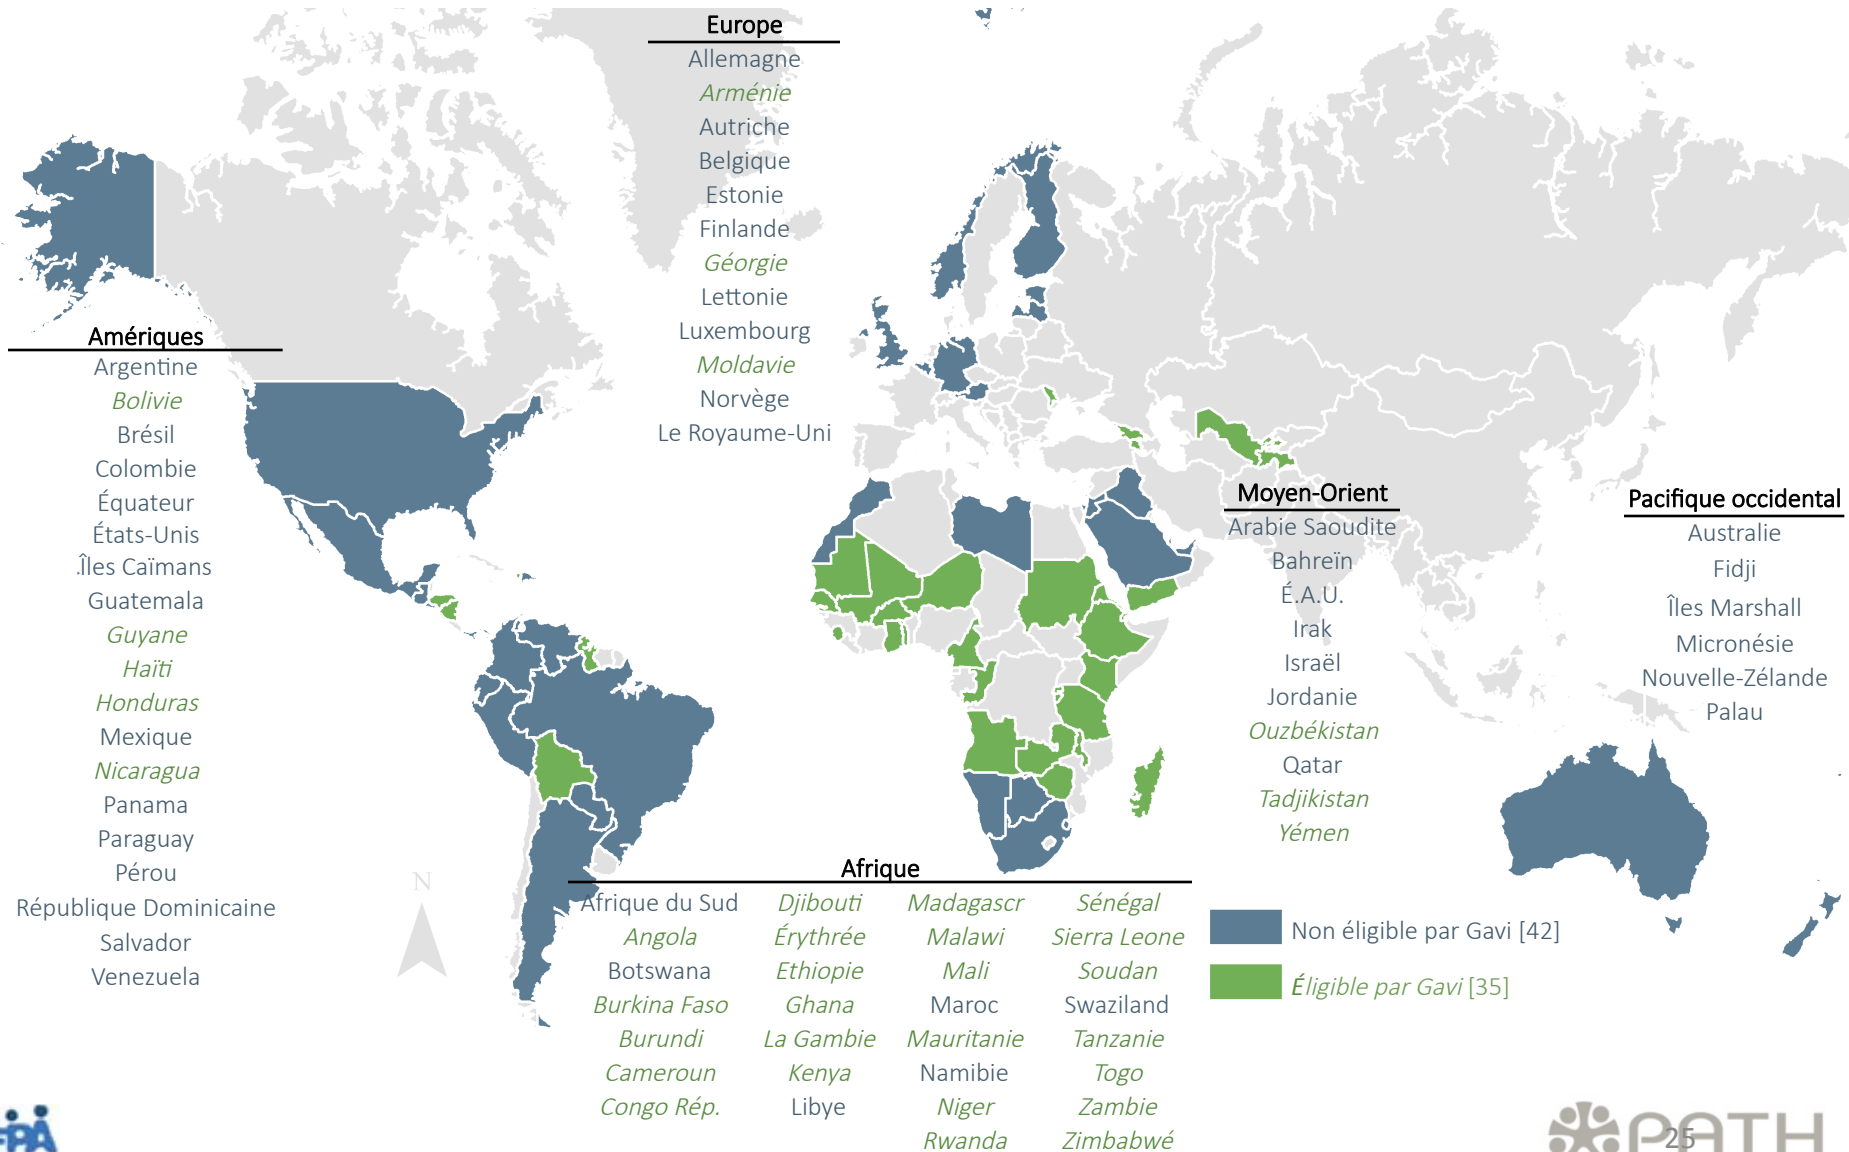 Europe
Allemagne
Arménie
Autriche
Belgique
Estonie
Finlande
Géorgie
Lettonie
Luxembourg
Moldavie
Norvège
Le Royaume-Uni
Amériques
Argentine
Bolivie
Brésil
Colombie
Équateur
États-Unis
.Îles Caïmans
Guatemala
Guyane
Haïti
Honduras
Mexique
Nicaragua
Panama
Paraguay
Pérou
République Dominicaine
Salvador
Venezuela
Moyen-Orient
Arabie Saoudite
Bahreïn
É.A.U.
Irak
Israël
Jordanie
Ouzbékistan
Qatar
Tadjikistan
Yémen
Pacifique occidental
Australie
Fidji
Îles Marshall
Micronésie
Nouvelle-Zélande
Palau
N
Afrique
Afrique du Sud
Angola
Botswana
Burkina Faso
Burundi
Cameroun
Congo Rép.
Djibouti
Érythrée
Ethiopie
Ghana
La Gambie
Kenya
Libye
Madagascr
Malawi
Mali
Maroc
Mauritanie
Namibie
Niger
Rwanda
Sénégal
Sierra Leone
Soudan
Swaziland
Tanzanie
Togo
Zambie
Zimbabwé
Non éligible par Gavi [42]
Éligible par Gavi [35]
PATH
25